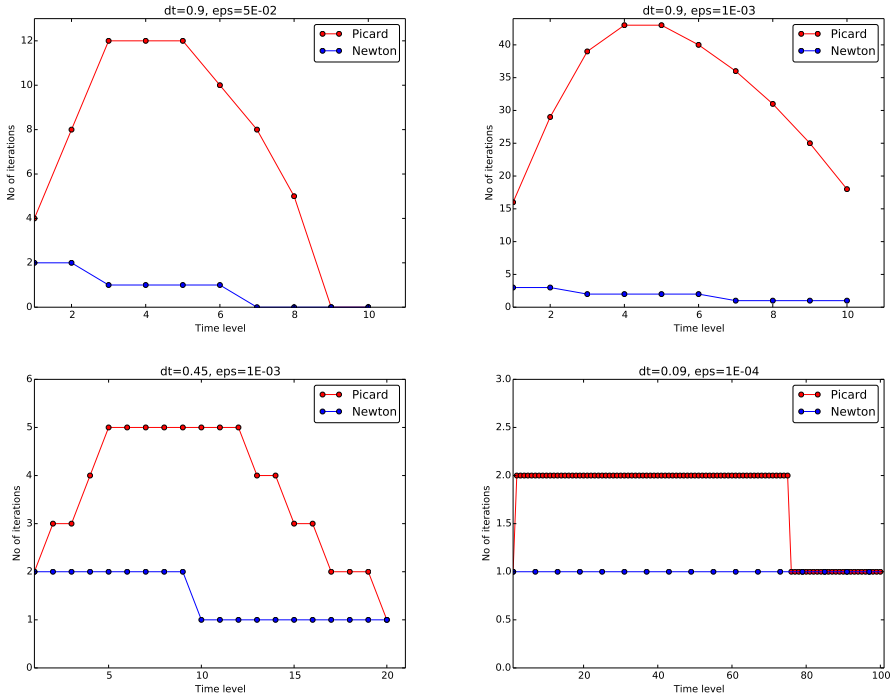 dt=0.9, eps=5E-02
Picard
Newton
12
10
8
6
4
2
0
No of iterations
2 4 6 8 10
Time level
dt=0.9, eps=1E-03
Picard
Newton
40
35
30
25
20
15
10
5
0
No of iterations
2 4 6 8 10
Time level
dt=0.45, eps=1E-03
Picard
Newton
6
5
4
3
2
1
0
No of iterations
5 10 15 20
Time level
dt=0.09, eps=1E-04
Picard
Newton
3.0
2.5
2.0
1.5
1.0
0.5
0.0
No of iterations
20 40 60 80 100
Time level